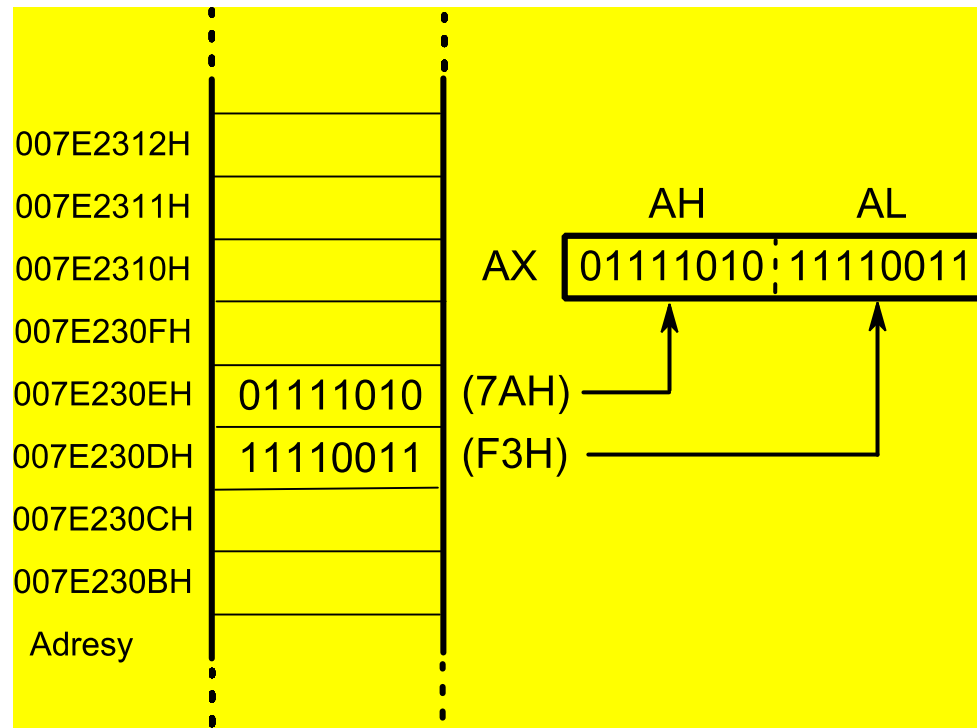 007E2312H
007E2311H
AH AL
007E2310H
AX 01111010 11110011
007E230FH
007E230EH 01111010 (7AH)
007E230DH 11110011 (F3H)
007E230CH
007E230BH
Adresy